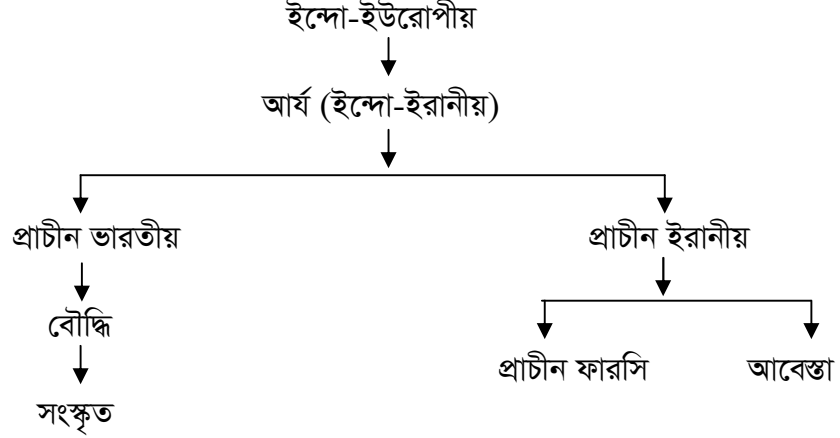 ইন্দো-ইউরোপীয়
আর্য (ইন্দো-ইরানীয়)
প্রাচীন ভারতীয়
প্রাচীন ইরানীয়
বৌদ্ধি
প্রাচীন ফারসি
আবেস্তা
সংস্কৃত